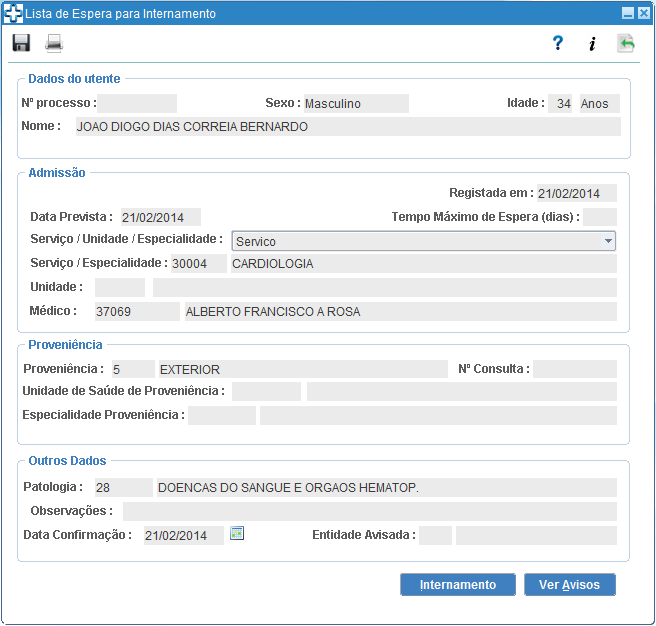 Lista de Espera para Internamento
Dados do utente
Nº processo : Sexo : Masculino Idade : 34 Anos
Nome : JOAO DIOGO DIAS CORREIA BERNARDO
Admissão
Registada em : 21/02/2014
Data Prevista : 21/02/2014 Tempo Máximo de Espera (dias) :
Serviço / Unidade / Especialidade : Servico
Serviço / Especialidade : 30004 CARDIOLOGIA
Unidade :
Médico : 37069 ALBERTO FRANCISCO A ROSA
Proveniência
Proveniência : 5 EXTERIOR Nº Consulta :
Unidade de Saúde de Proveniência :
Especialidade Proveniência :
Outros Dados
Patologia : 28 DOENCAS DO SANGUE E ORGAOS HEMATOP.
Observações :
Data Confirmação : 21/02/2014 Entidade Avisada :
Internamento Ver Avisos